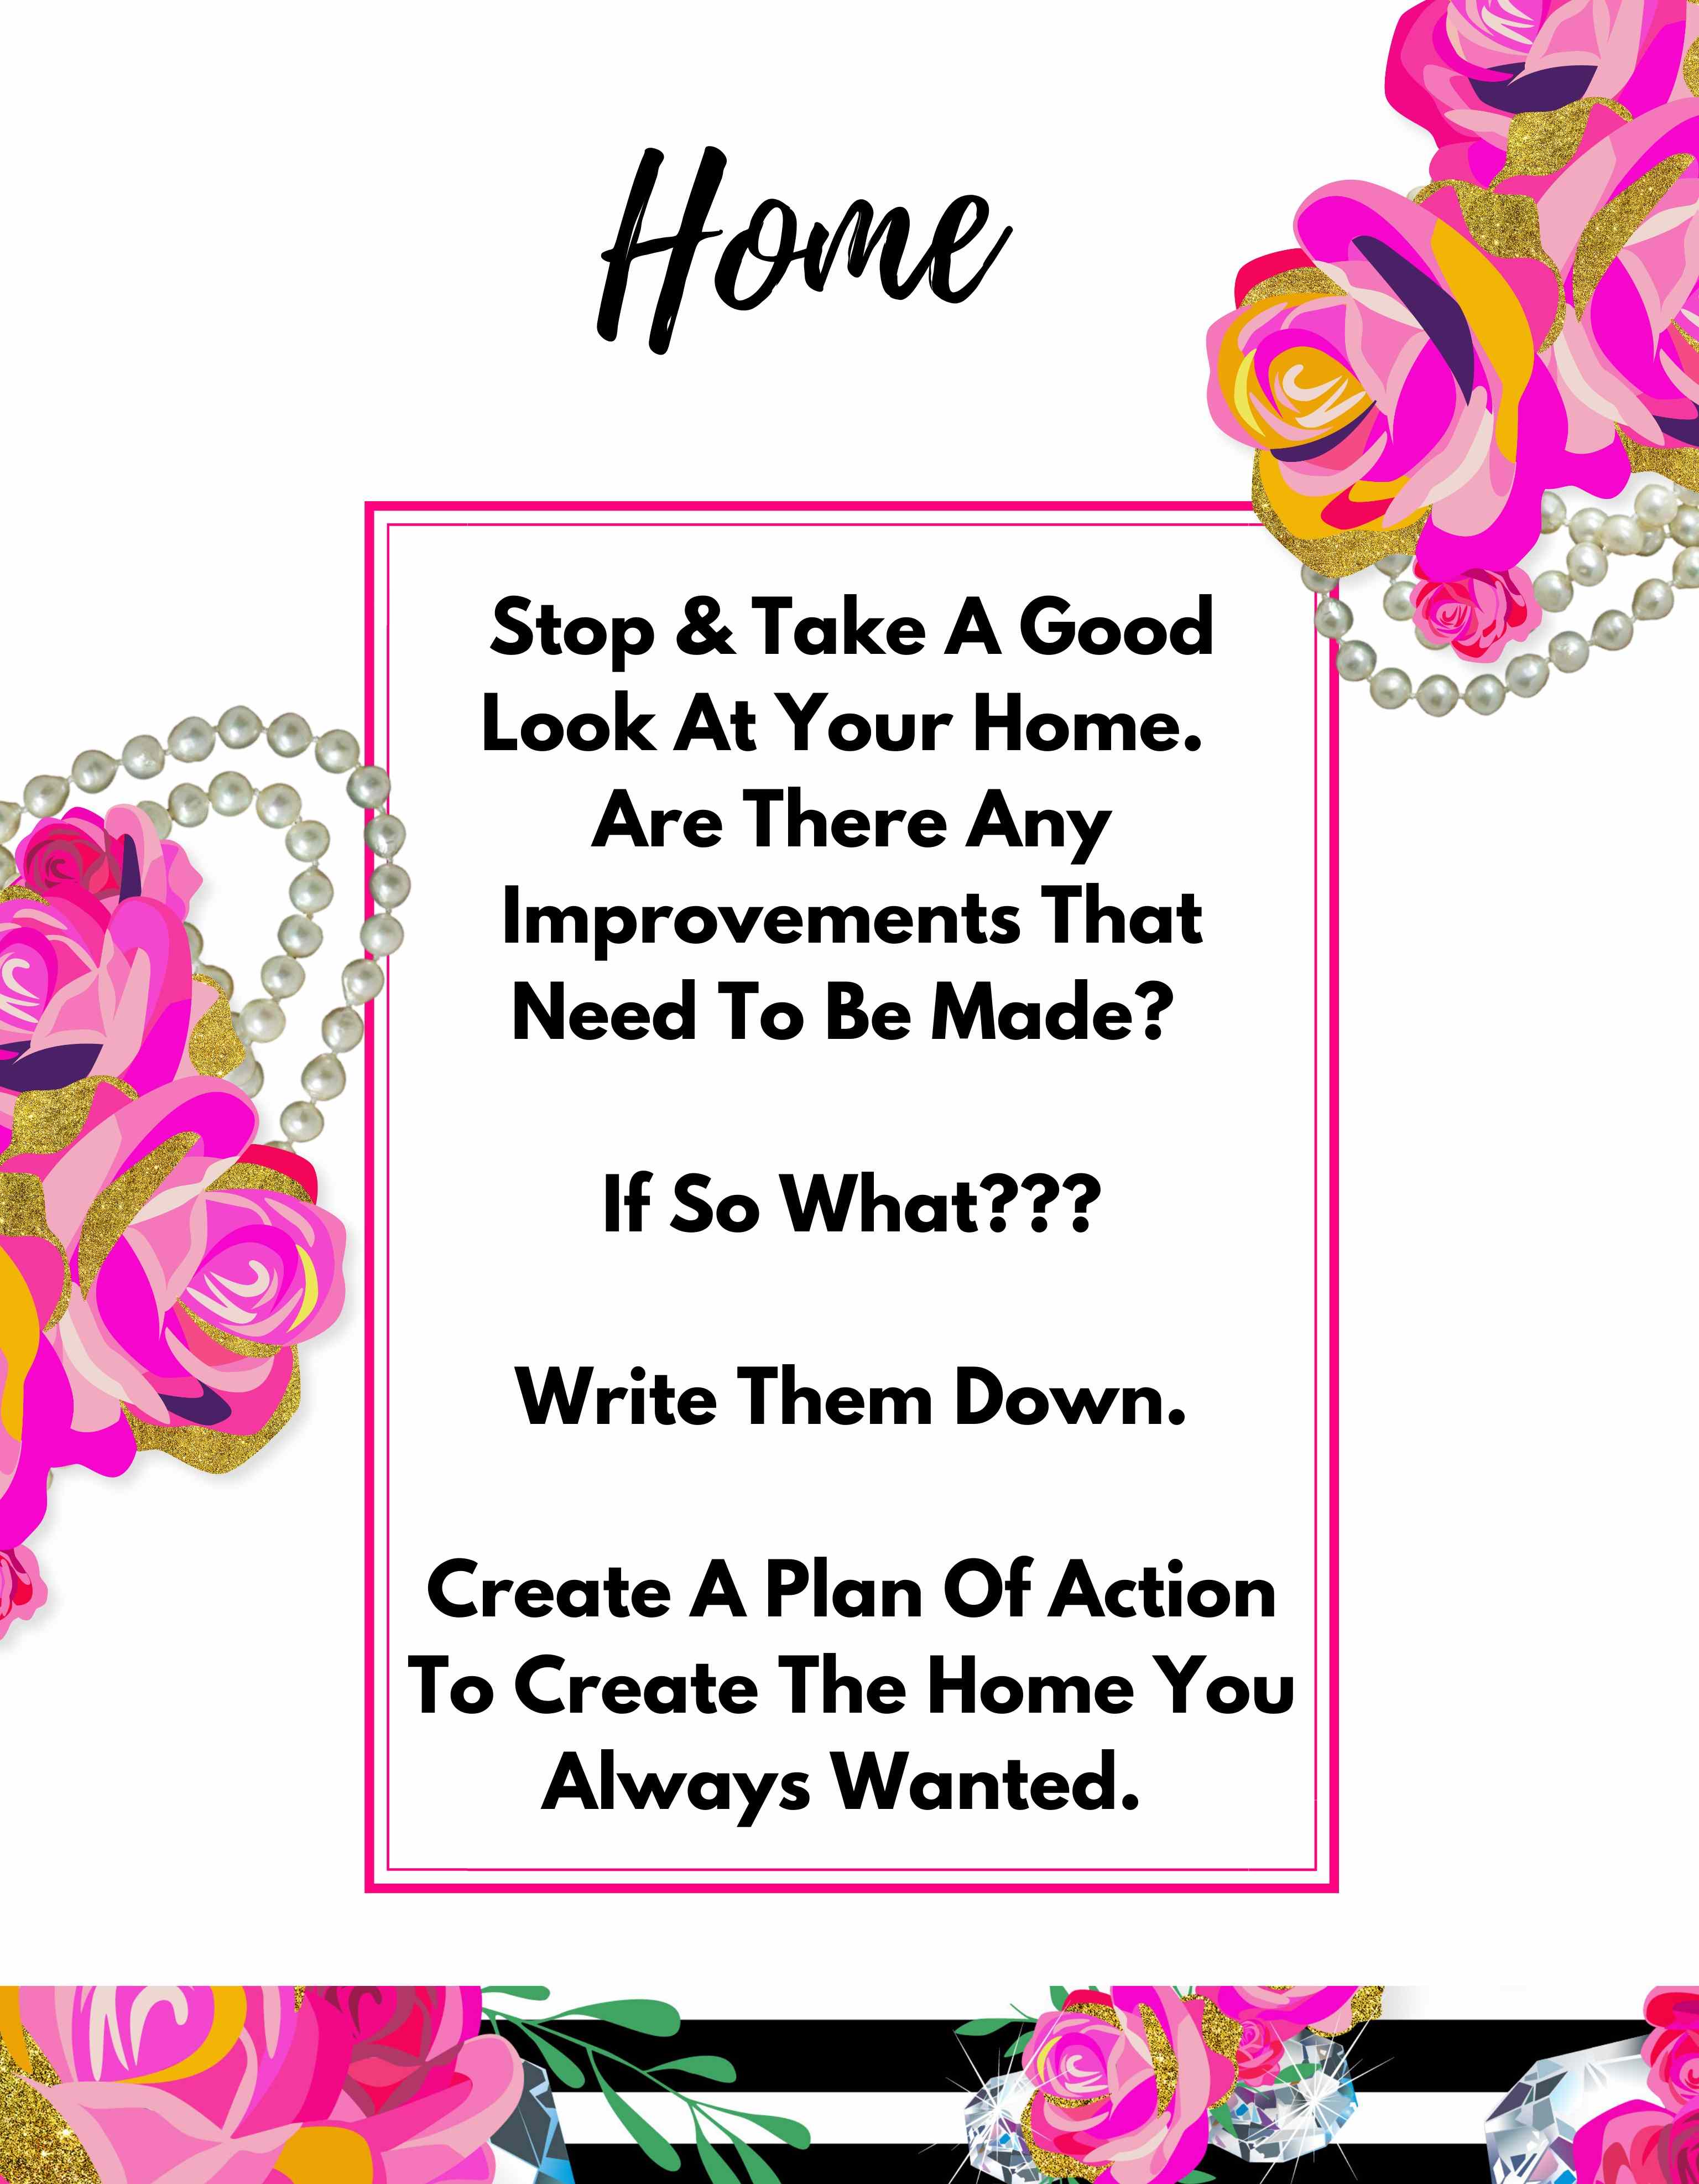 Home
Stop & Take A Good
Look At Your Home.
Are There Any
Improvements That
Need To Be Made?
If So What???
Write Them Down.
Create A Plan Of Action
To Create The Home You
Always Wanted.